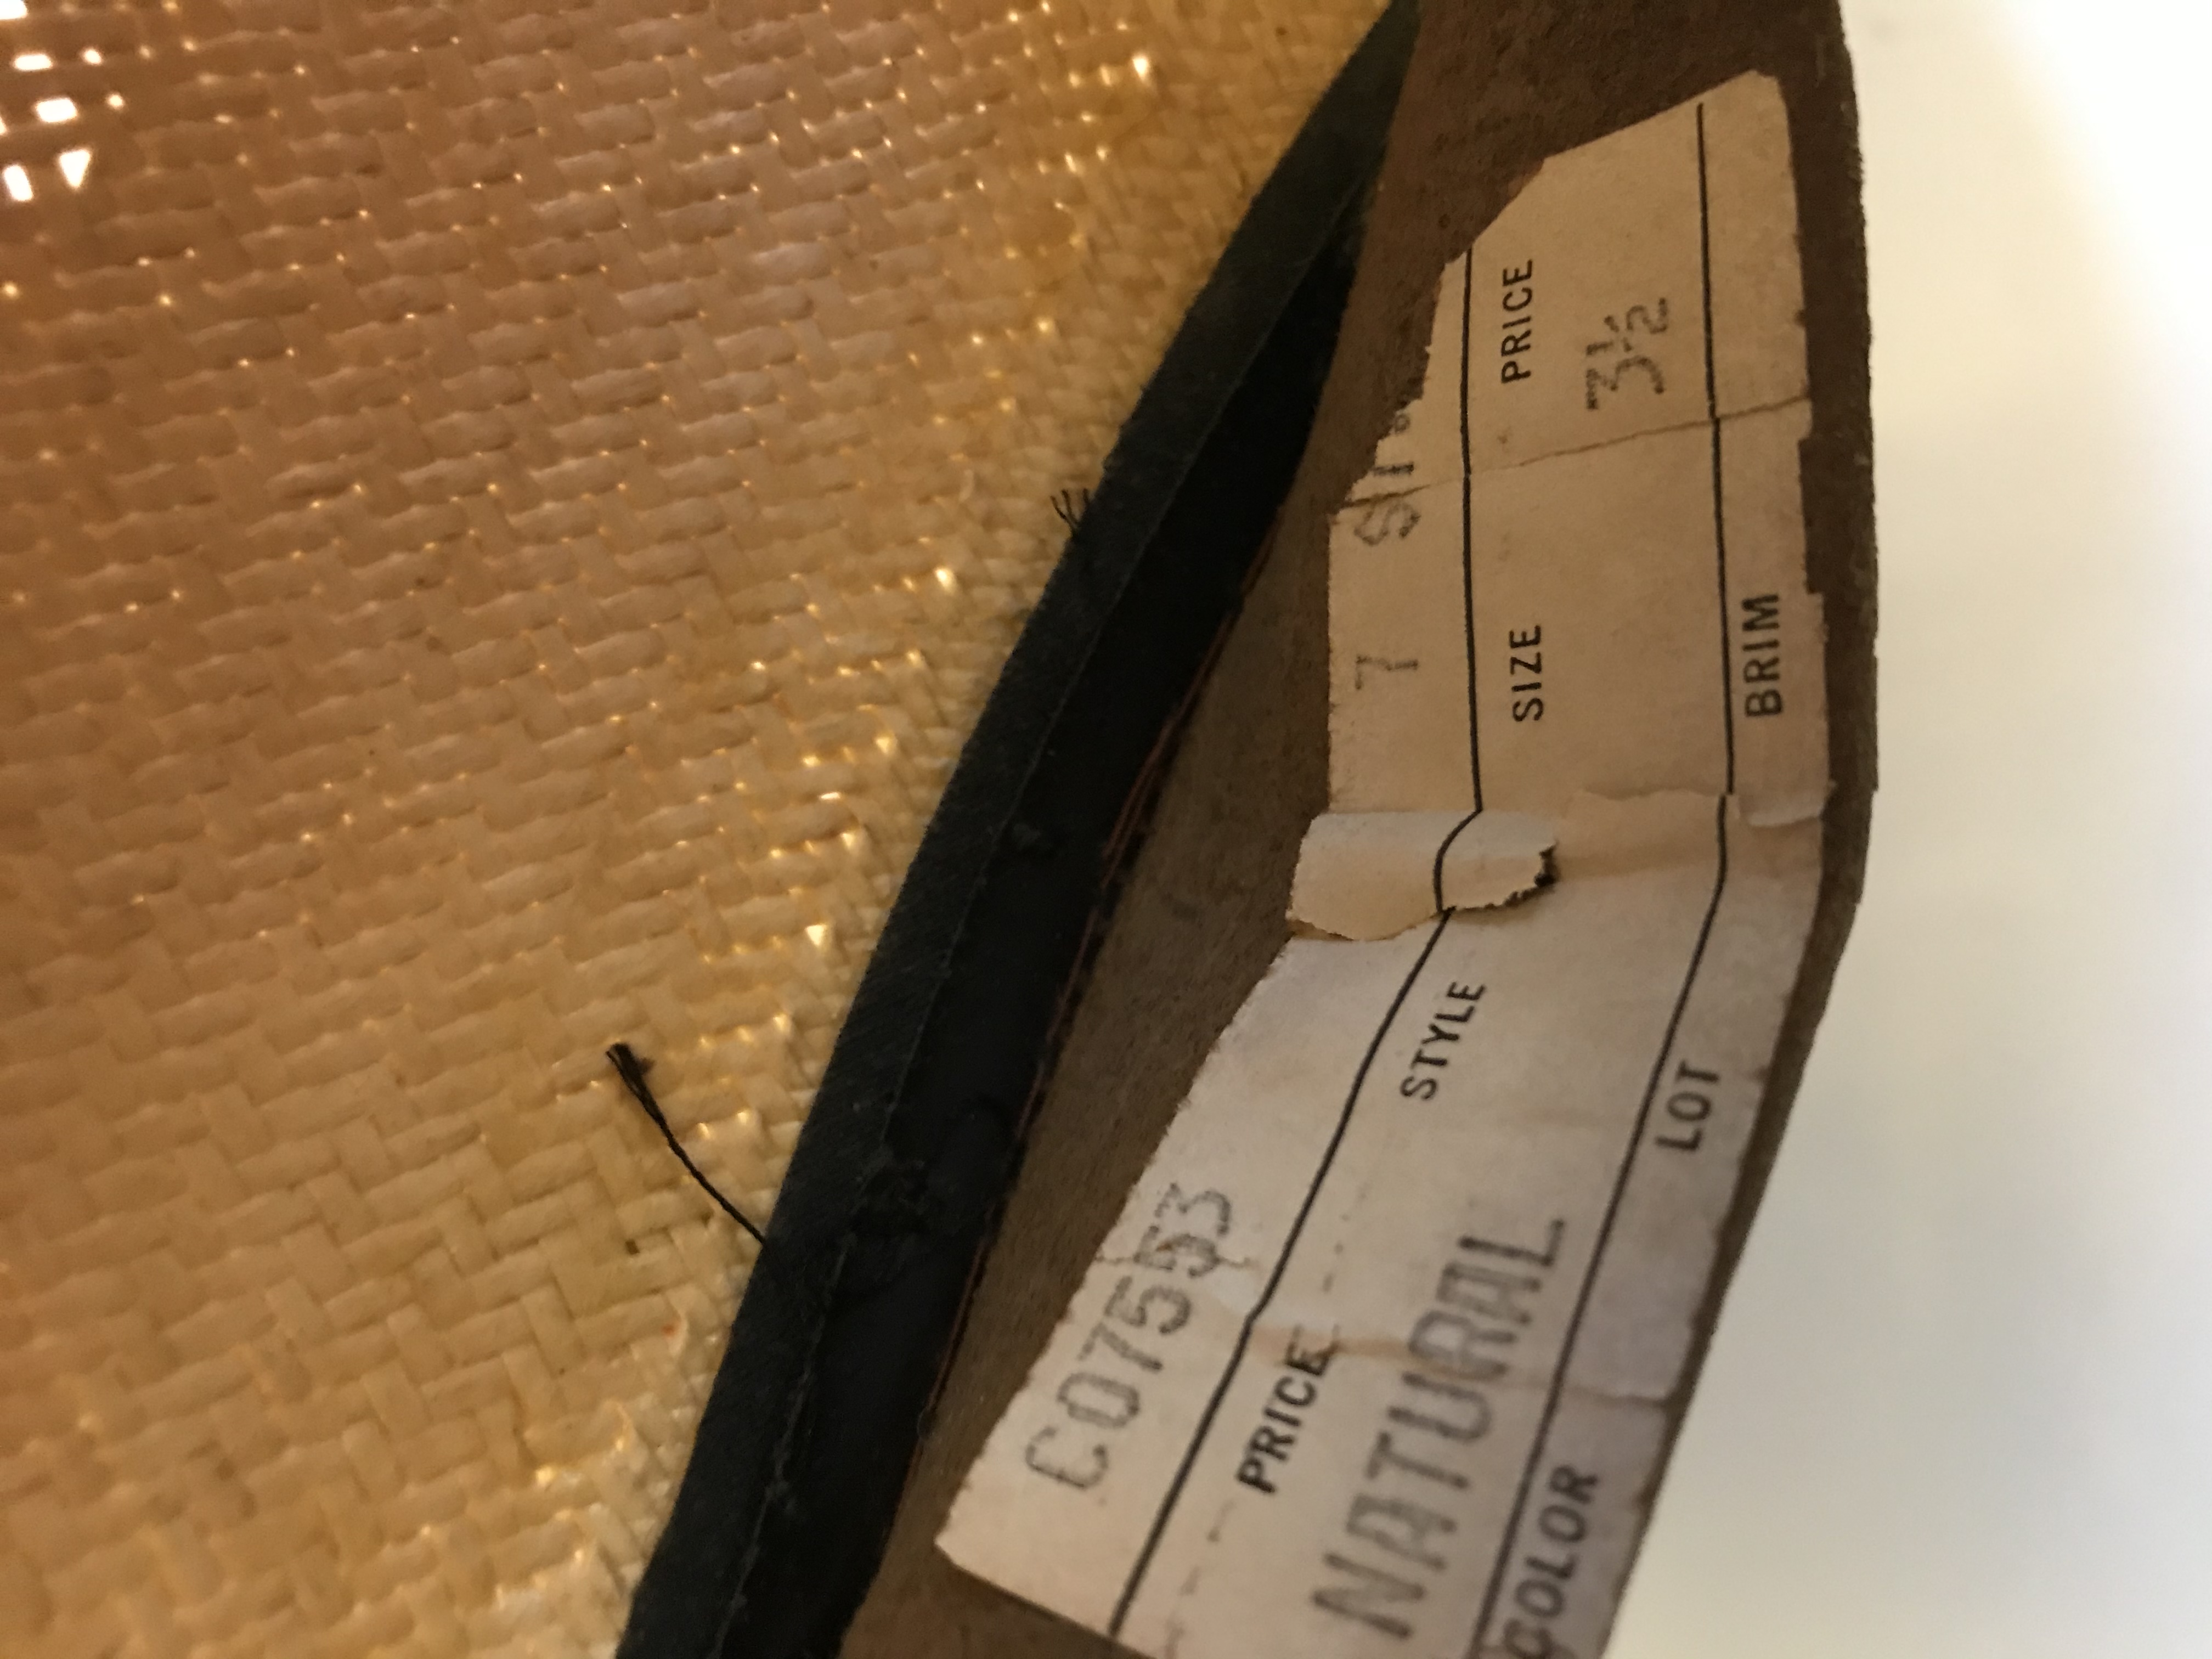 C07553 7
PRICE STYLE SIZE PRICE
NATURAL 3½
COLOR LOT BRIM